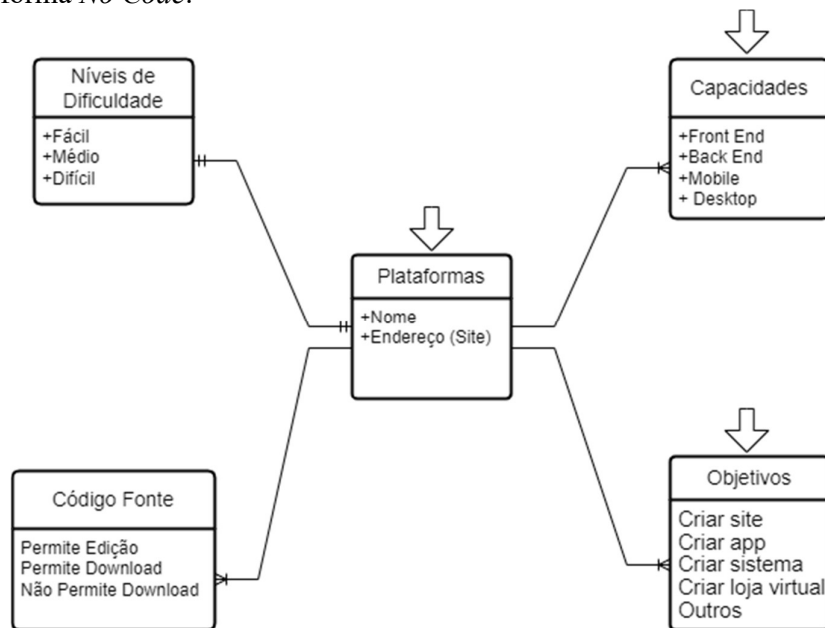 No Code.
Níveis de
Dificuldade
+Fácil
+Médio
+Difícil
Capacidades
+Front End
+Back End
+Mobile
+ Desktop
Plataformas
+Nome
+Endereço (Site)
Código Fonte
Permite Edição
Permite Download
Não Permite Download
Objetivos
Criar site
Criar app
Criar sistema
Criar loja virtual
Outros